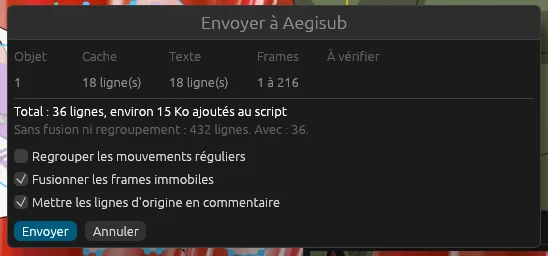 Envoyer à Aegisub
Objet Cache Texte Frames À vérifier
1 18 ligne(s) 18 ligne(s) 1 à 216
Total : 36 lignes, environ 15 Ko ajoutés au script
Sans fusion ni regroupement : 432 lignes. Avec : 36.
Regrouper les mouvements réguliers
Fusionner les frames immobiles
Mettre les lignes d'origine en commentaire
Envoyer Annuler